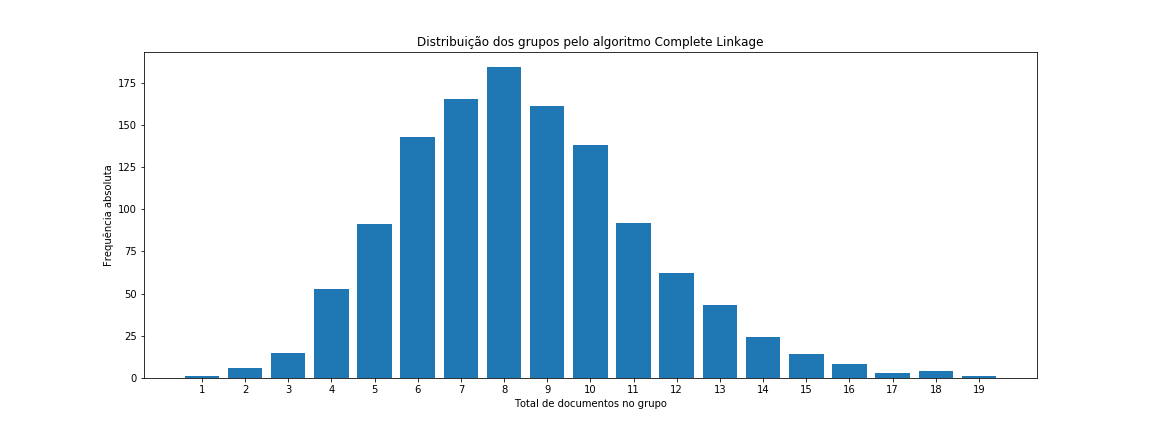 Distribuição dos grupos pelo algoritmo Complete Linkage
Frequência absoluta
175
150
125
100
75
50
25
0
1 2 3 4 5 6 7 8 9 10 11 12 13 14 15 16 17 18 19
Total de documentos no grupo